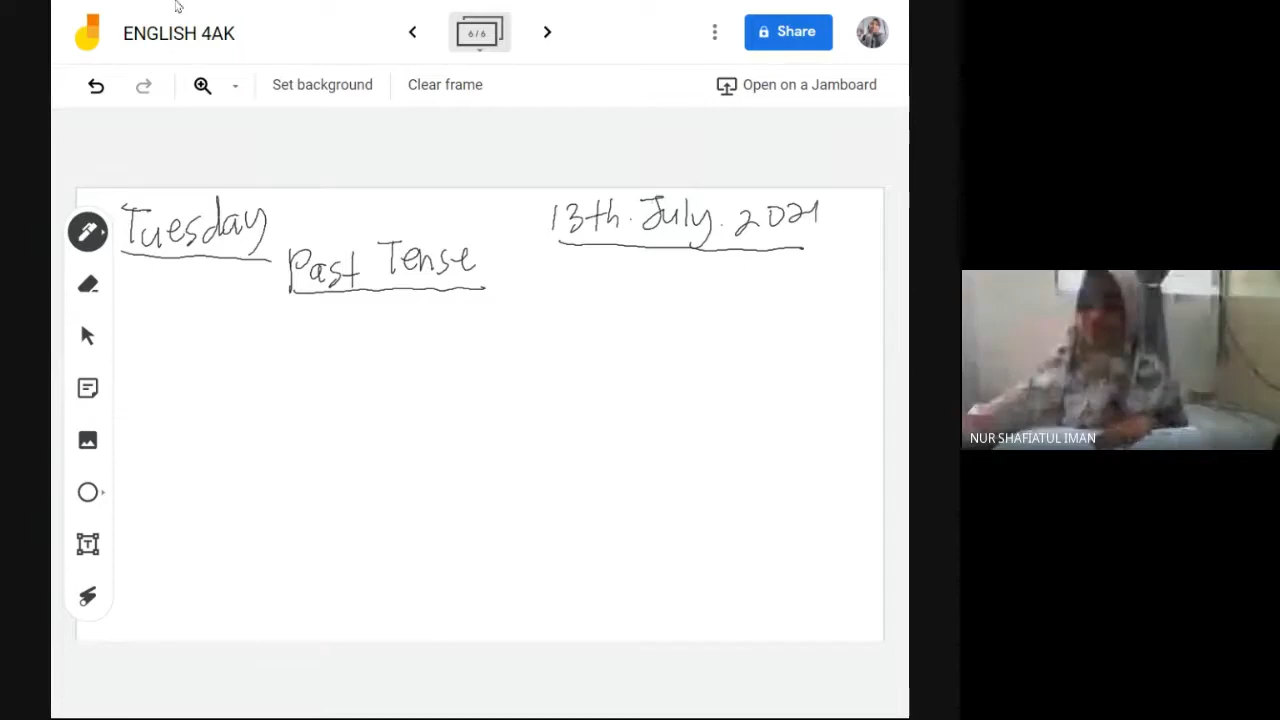 ENGLISH 4AK
6/6
Share
Set background
Clear frame
Open on a Jamboard
Tuesday
13th. July. 2021
Past Tense
T
NUR SHAFIATUL IMAN